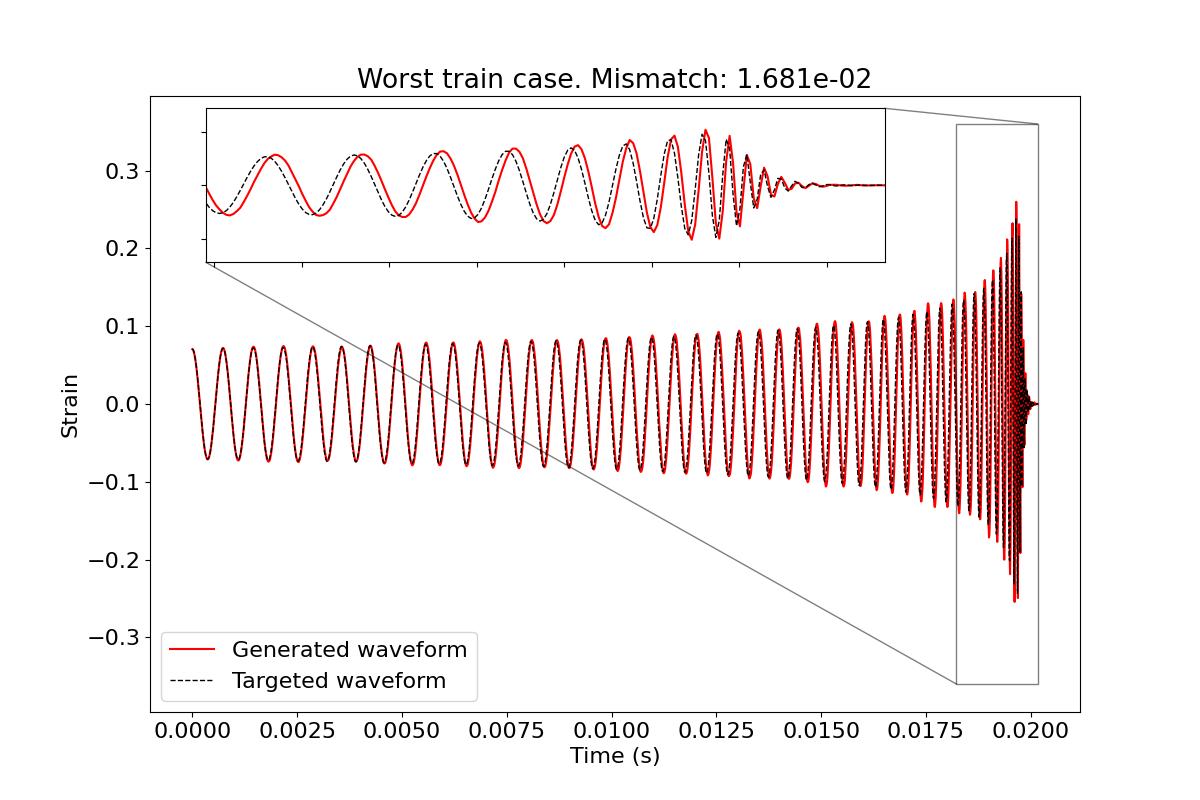 Worst train case. Mismatch: 1.681e-02
0.3
0.2
0.1
0.0
−0.1
−0.2
−0.3
Strain
Generated waveform
Targeted waveform
0.0000 0.0025 0.0050 0.0075 0.0100 0.0125 0.0150 0.0175 0.0200
Time (s)